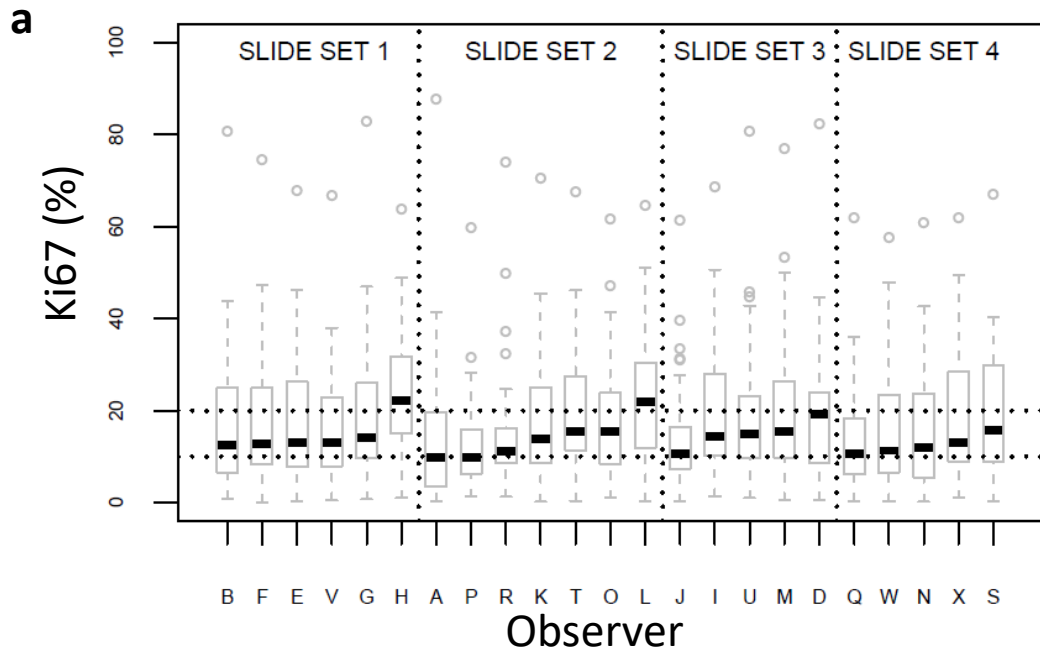 a
SLIDE SET 1 SLIDE SET 2 SLIDE SET 3 SLIDE SET 4
Ki67 (%)
100
80
60
40
20
0
B F E V G H A P R K T O L J I U M D Q W N X S
Observer